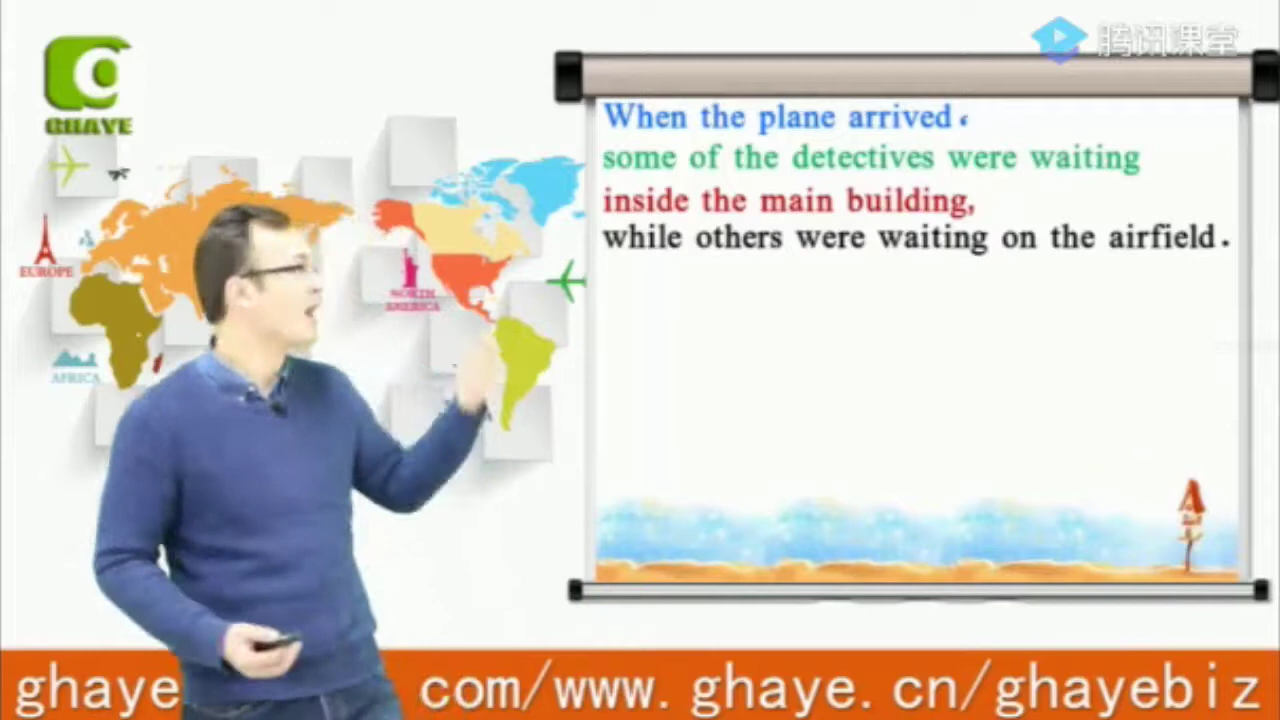 腾讯课堂
GHAYE
When the plane arrived,
some of the detectives were waiting
inside the main building,
while others were waiting on the airfield.
EUROPE
NORTH
AMERICA
AFRICA
ghaye com/www.ghaye.cn/ghayebiz